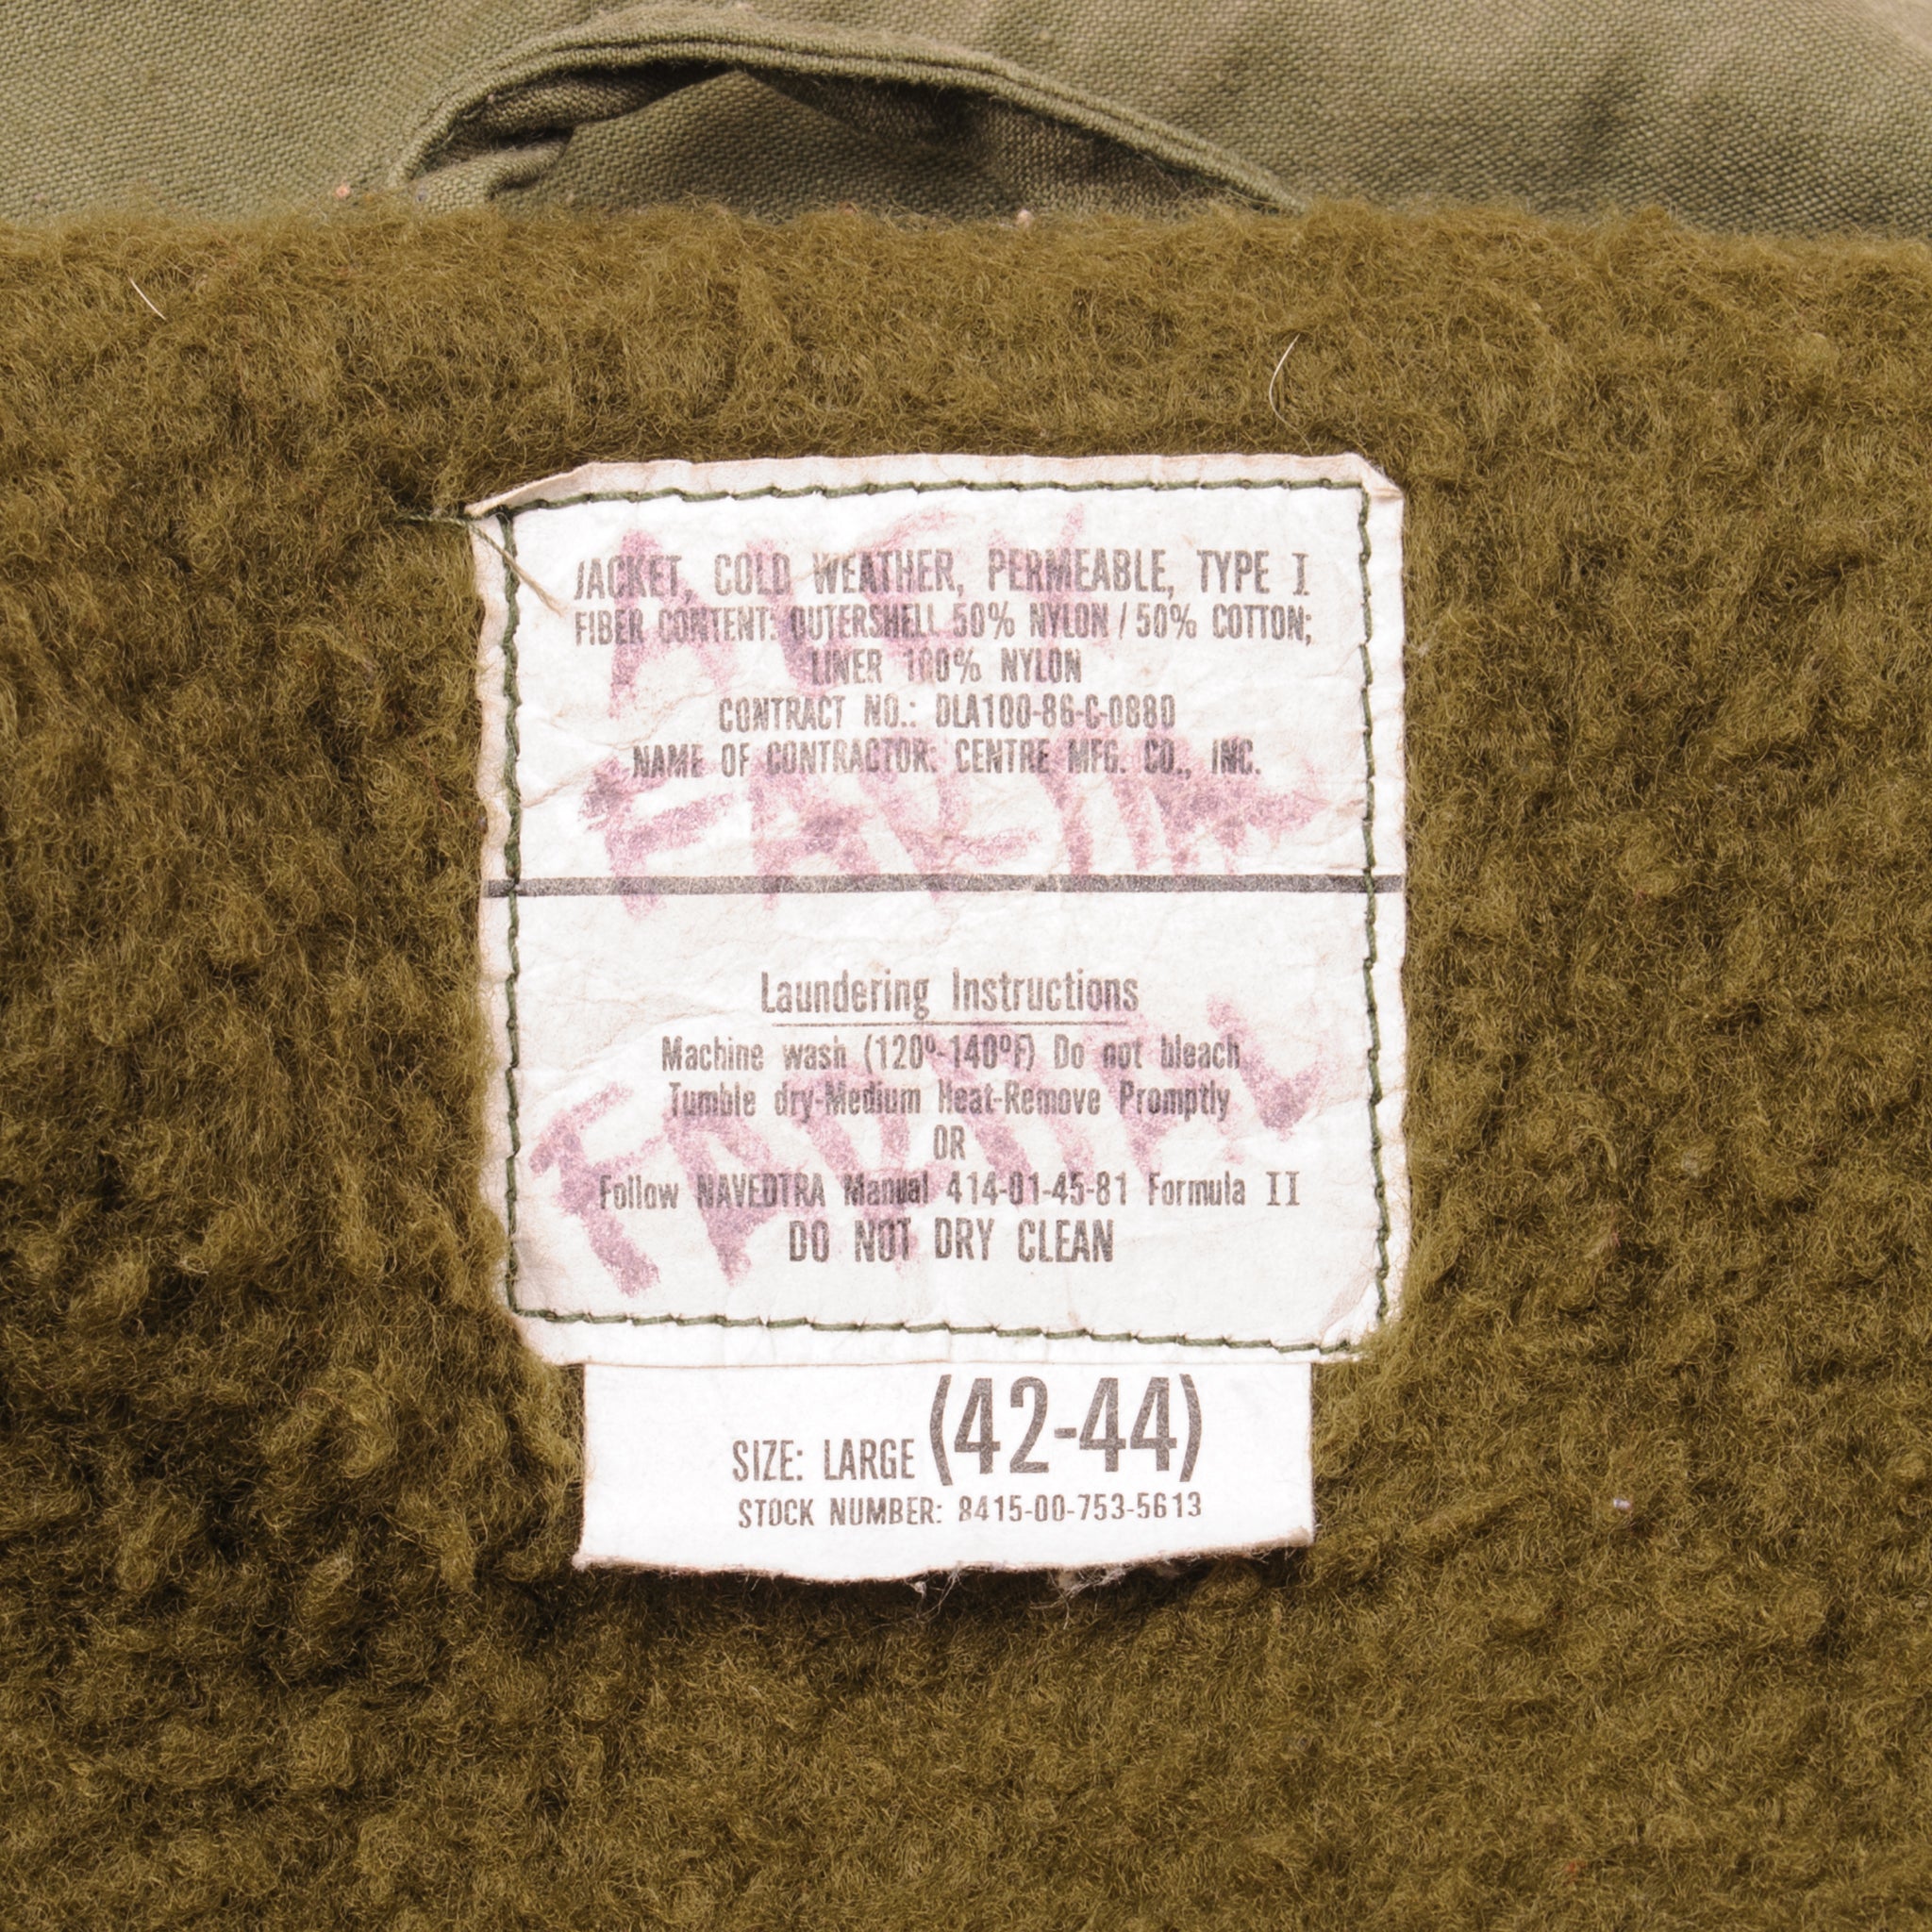 JACKET, COLD WEATHER, PERMEABLE, TYPE I
FIBER CONTENT: OUTERSHELL 50% NYLON / 50% COTTON;
LINER 100% NYLON
CONTRACT NO.: DLA100-86-C-0880
NAME OF CONTRACTOR: CENTRE MFG. CO., INC.
Laundering Instructions
Machine wash (120º-140ºF) Do not bleach
Tumble dry-Medium Heat-Remove Promptly
OR
Follow NAVEDTRA Manual 414-01-45-81 Formula II
DO NOT DRY CLEAN
SIZE: LARGE (42-44)
STOCK NUMBER: 8415-00-753-5613